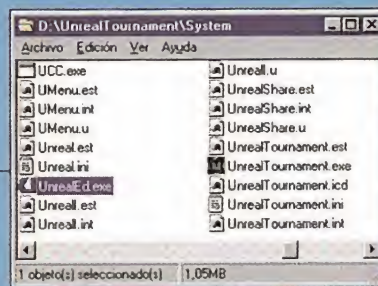 D:\UnrealTournament\System
Archivo Edición Ver Ayuda
UCC.exe
UMenu.est
UMenu.int
UMenu.u
Unreal.est
Unreal.ini
UnrealEd.exe
UnrealI.est
UnrealI.int
UnrealI.u
UnrealShare.est
UnrealShare.int
UnrealShare.u
UnrealTournament.est
UnrealTournament.exe
UnrealTournament.icd
UnrealTournament.ini
UnrealTournament.int
1 objeto(s) seleccionado(s) 1,05MB